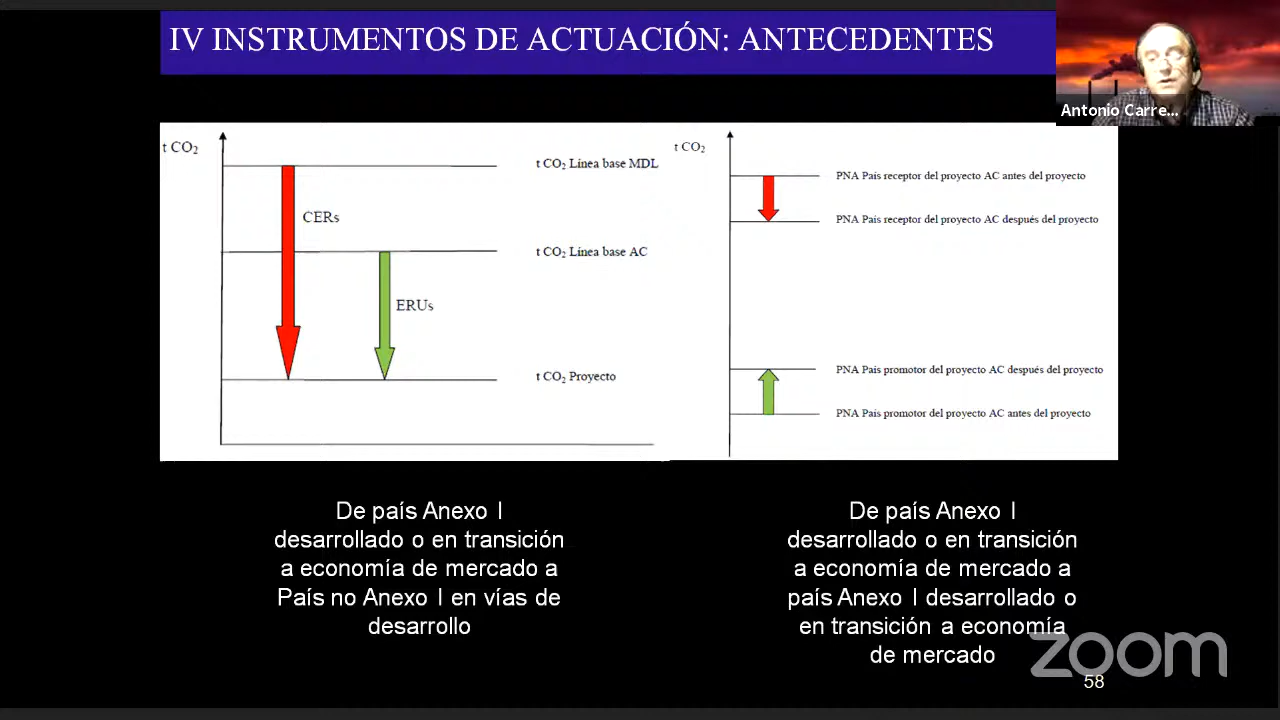 IV INSTRUMENTOS DE ACTUACIÓN: ANTECEDENTES
Antonio Carre...
t CO₂
t CO₂ Línea base MDL
CERs
t CO₂ Línea base AC
ERUs
t CO₂ Proyecto
t CO₂
PNA País receptor del proyecto AC antes del proyecto
PNA País receptor del proyecto AC después del proyecto
PNA País promotor del proyecto AC después del proyecto
PNA País promotor del proyecto AC antes del proyecto
De país Anexo I
desarrollado o en transición
a economía de mercado a
País no Anexo I en vías de
desarrollo
De país Anexo I
desarrollado o en transición
a economía de mercado a
país Anexo I desarrollado o
en transición a economía
de mercado
zoom
58